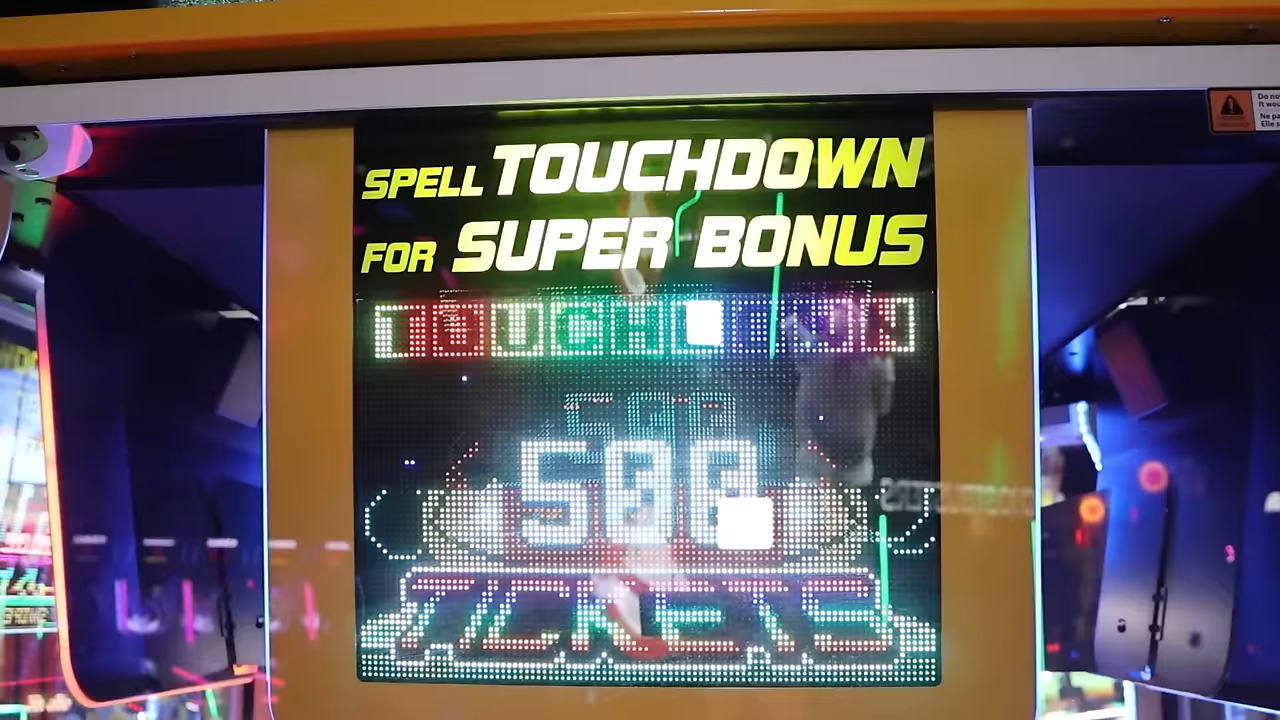 SPELL TOUCHDOWN
FOR SUPER BONUS
TOUCHDOWN
500
TICKETS